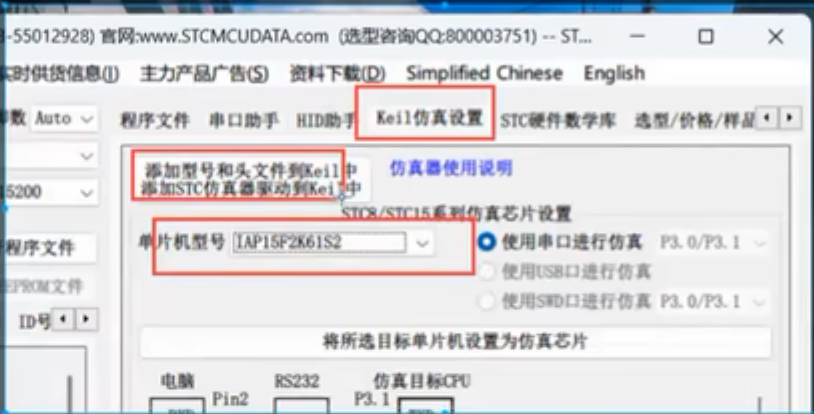 3-55012928) 官网:www.STCMCUDATA.com (选型咨询QQ:800003751) -- ST...
实时供货信息(I) 主力产品广告(S) 资料下载(D) Simplified Chinese English
Auto 程序文件 串口助手 HID助手 Keil仿真设置 STC硬件数学库 选型/价格/样品
添加型号和头文件到Keil中
添加STC仿真器驱动到Keil中
仿真器使用说明
5200
STC8/STC15系列仿真芯片设置
单片机型号 IAP15F2K61S2 使用串口进行仿真 P3.0/P3.1
程序文件
使用USB口进行仿真
EEPROM文件
使用SWD口进行仿真 P3.0/P3.1
ID号
将所选目标单片机设置为仿真芯片
电脑 RS232 仿真目标CPU
Pin2 P3.1